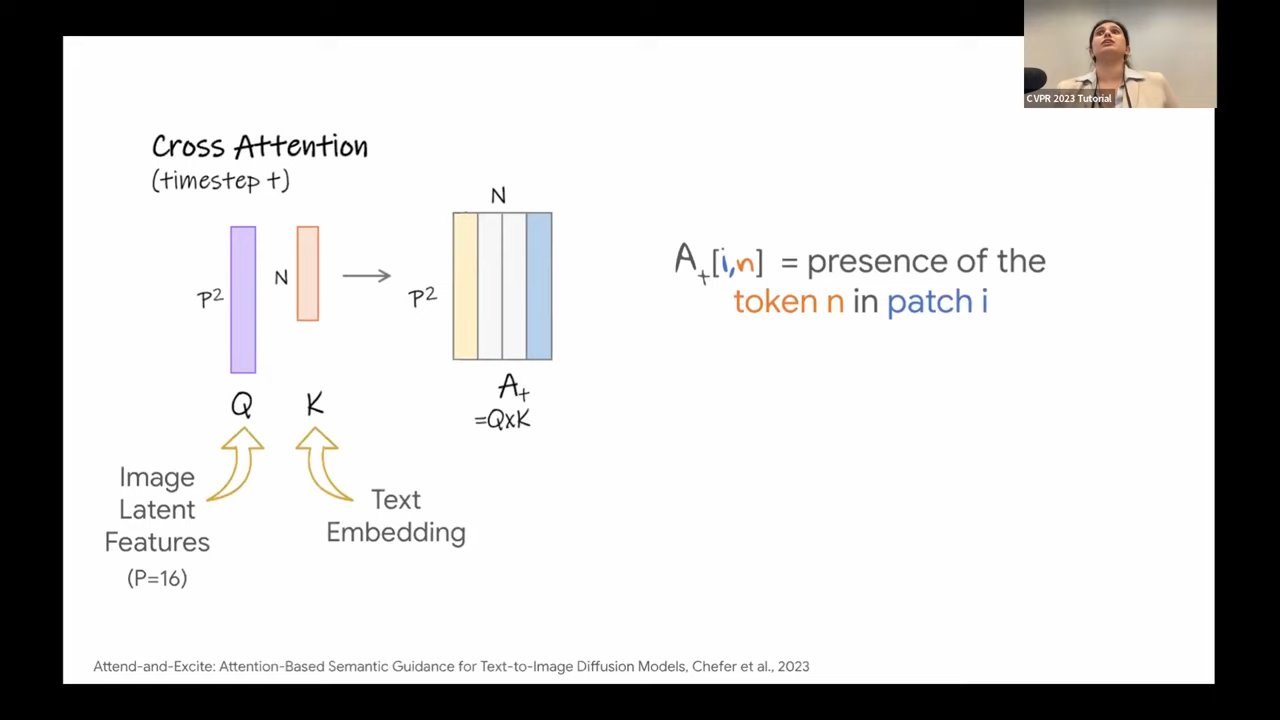 CVPR 2023 Tutorial
Cross Attention
(timestep t)
P²
N
Q
K
N
P²
Aₜ
=QxK
Aₜ[i,n] = presence of the
token n in patch i
Image
Latent
Features
(P=16)
Text
Embedding
Attend-and-Excite: Attention-Based Semantic Guidance for Text-to-Image Diffusion Models, Chefer et al., 2023